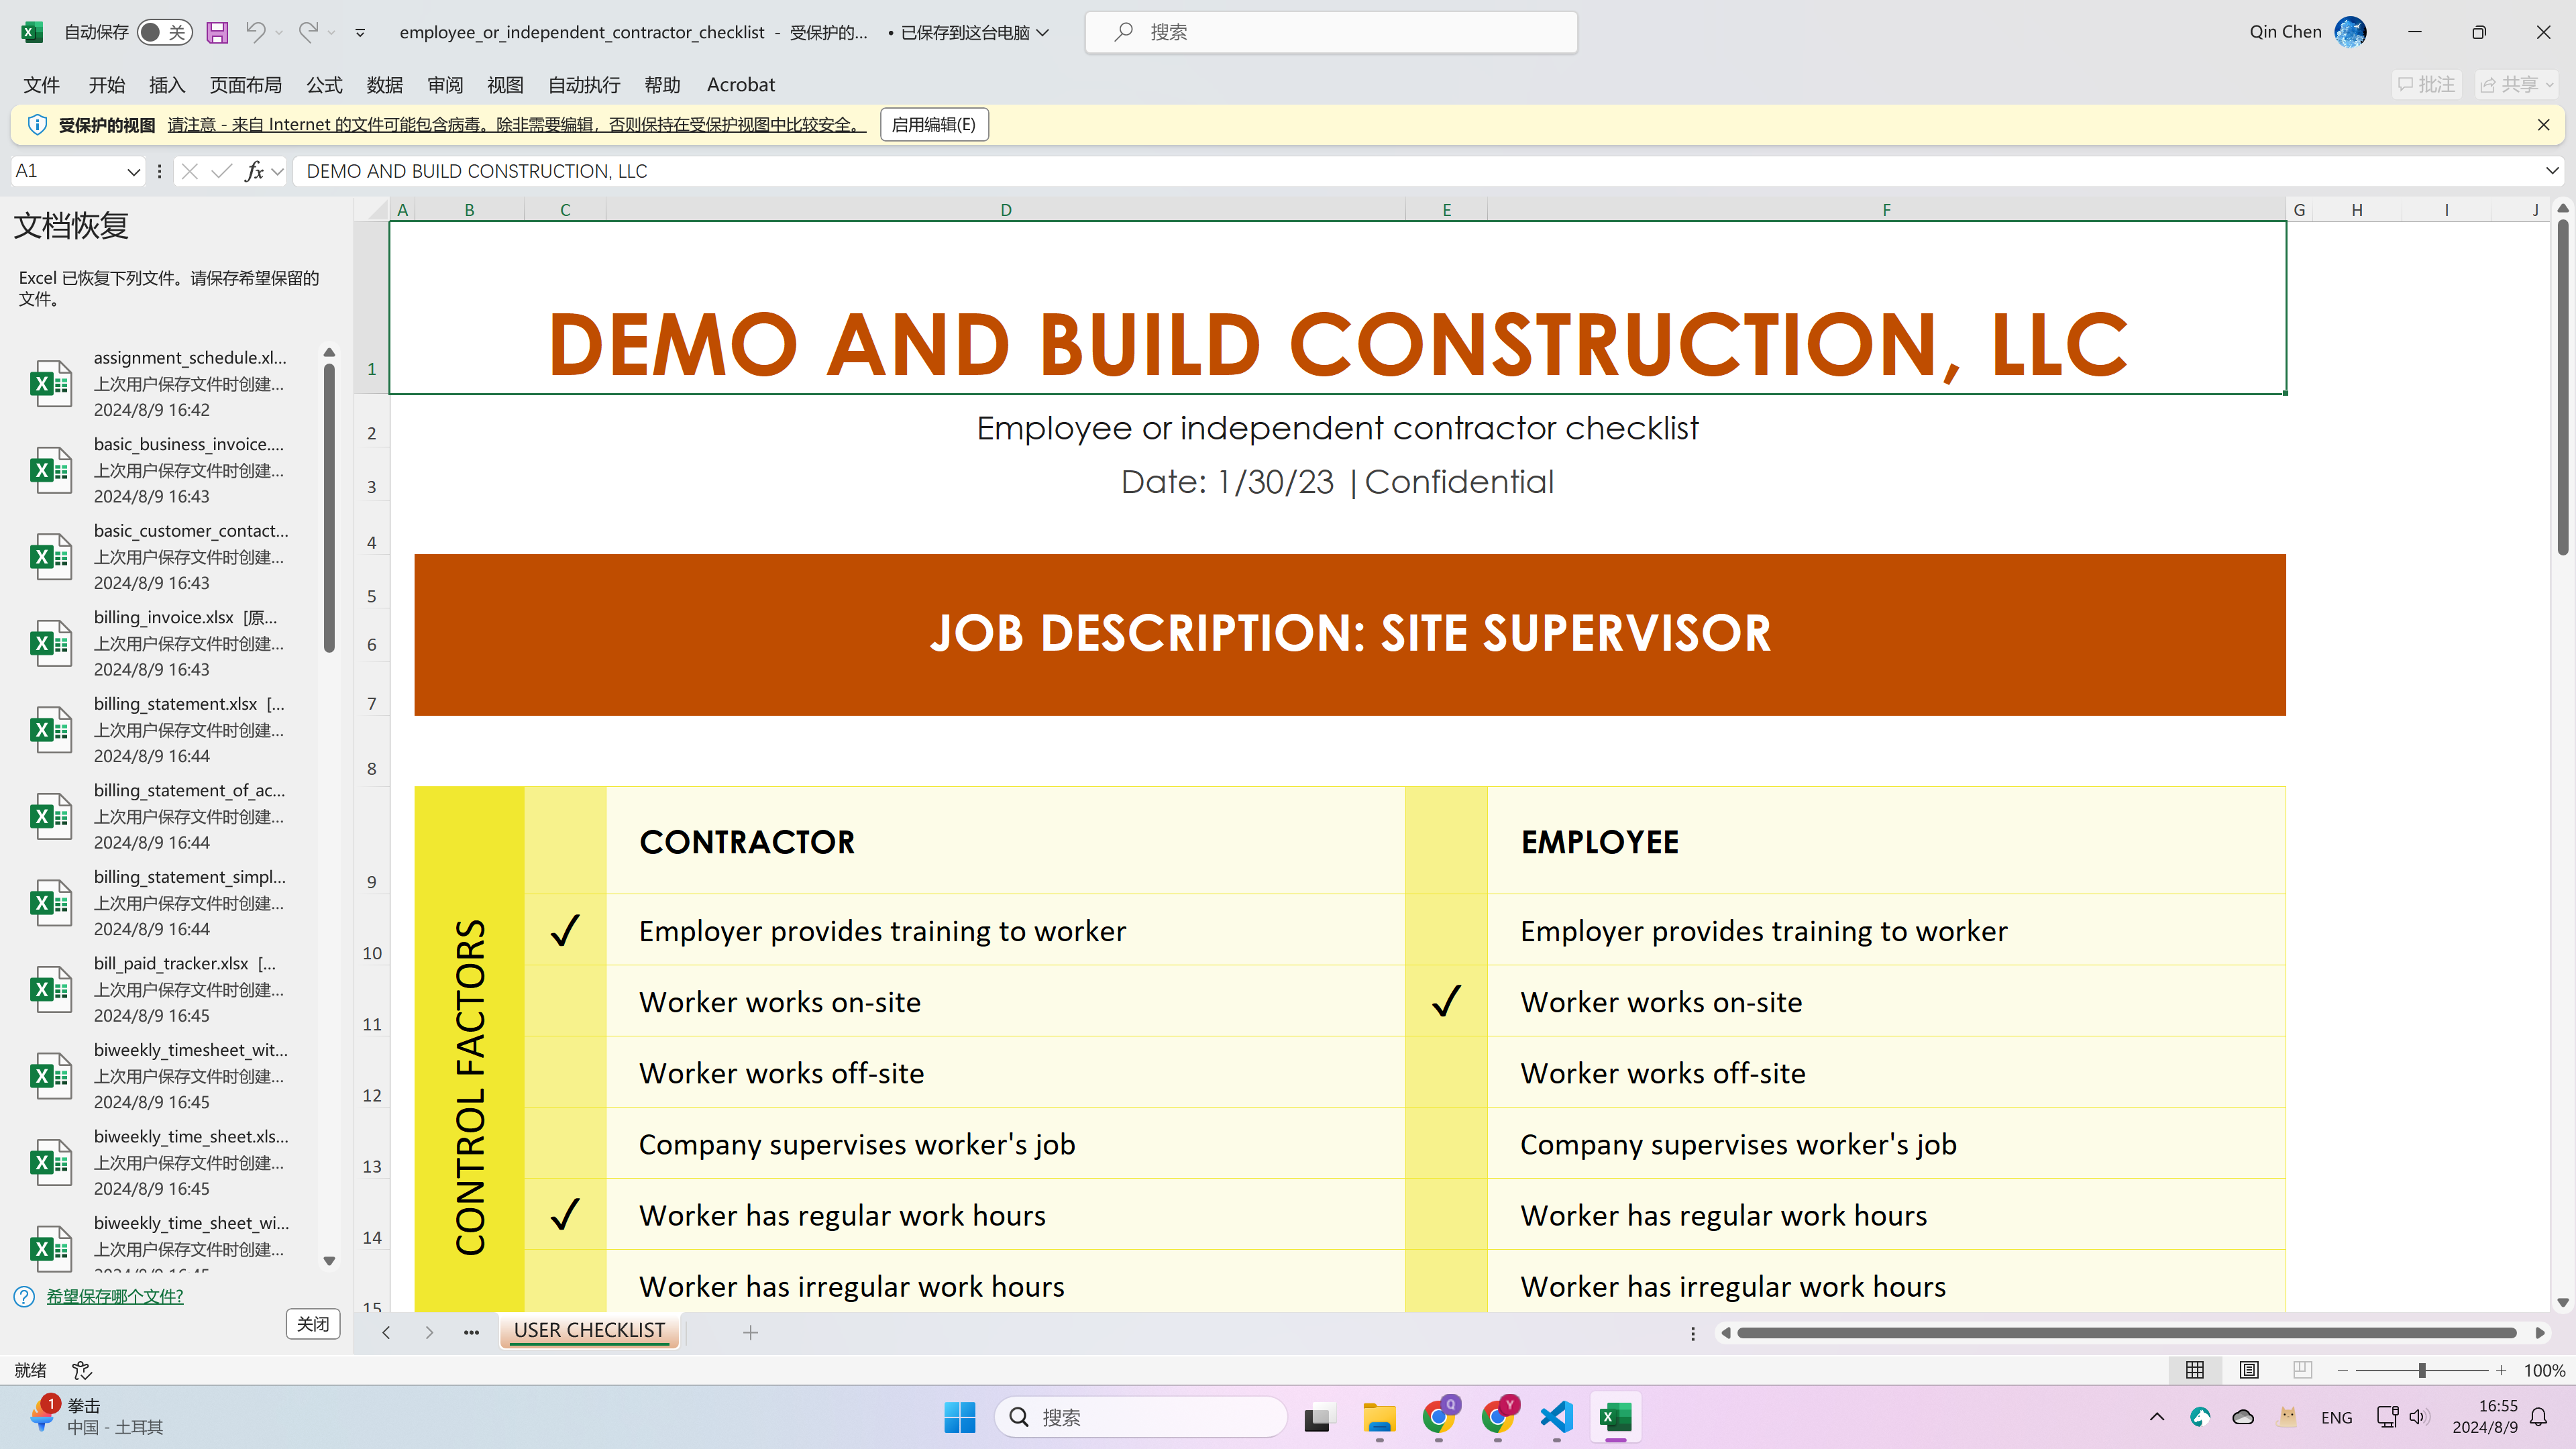 自动保存 关 employee_or_independent_contractor_checklist - 受保护的... • 已保存到这台电脑 搜索 Qin Chen
文件 开始 插入 页面布局 公式 数据 审阅 视图 自动执行 帮助 Acrobat 批注 共享
受保护的视图 请注意 - 来自 Internet 的文件可能包含病毒。除非需要编辑，否则保持在受保护视图中比较安全。 启用编辑(E)
A1 fx DEMO AND BUILD CONSTRUCTION, LLC
文档恢复
Excel 已恢复下列文件。请保存希望保留的
文件。
assignment_schedule.xl...
上次用户保存文件时创建...
2024/8/9 16:42
basic_business_invoice....
上次用户保存文件时创建...
2024/8/9 16:43
basic_customer_contact...
上次用户保存文件时创建...
2024/8/9 16:43
billing_invoice.xlsx [原...
上次用户保存文件时创建...
2024/8/9 16:43
billing_statement.xlsx [...
上次用户保存文件时创建...
2024/8/9 16:44
billing_statement_of_ac...
上次用户保存文件时创建...
2024/8/9 16:44
billing_statement_simpl...
上次用户保存文件时创建...
2024/8/9 16:44
bill_paid_tracker.xlsx [...
上次用户保存文件时创建...
2024/8/9 16:45
biweekly_timesheet_wit...
上次用户保存文件时创建...
2024/8/9 16:45
biweekly_time_sheet.xls...
上次用户保存文件时创建...
2024/8/9 16:45
biweekly_time_sheet_wi...
上次用户保存文件时创建...
2024/8/9 16:45
希望保存哪个文件?
关闭
A B C D E F G H I J
1 DEMO AND BUILD CONSTRUCTION, LLC
2 Employee or independent contractor checklist
3 Date: 1/30/23 | Confidential
4
5
6 JOB DESCRIPTION: SITE SUPERVISOR
7
8
CONTROL FACTORS
9 CONTRACTOR EMPLOYEE
10 ✓ Employer provides training to worker Employer provides training to worker
11 Worker works on-site ✓ Worker works on-site
12 Worker works off-site Worker works off-site
13 Company supervises worker's job Company supervises worker's job
14 ✓ Worker has regular work hours Worker has regular work hours
15 Worker has irregular work hours Worker has irregular work hours
USER CHECKLIST
就绪 100%
1 拳击
中国 - 土耳其
搜索
Q Y
ENG
16:55
2024/8/9